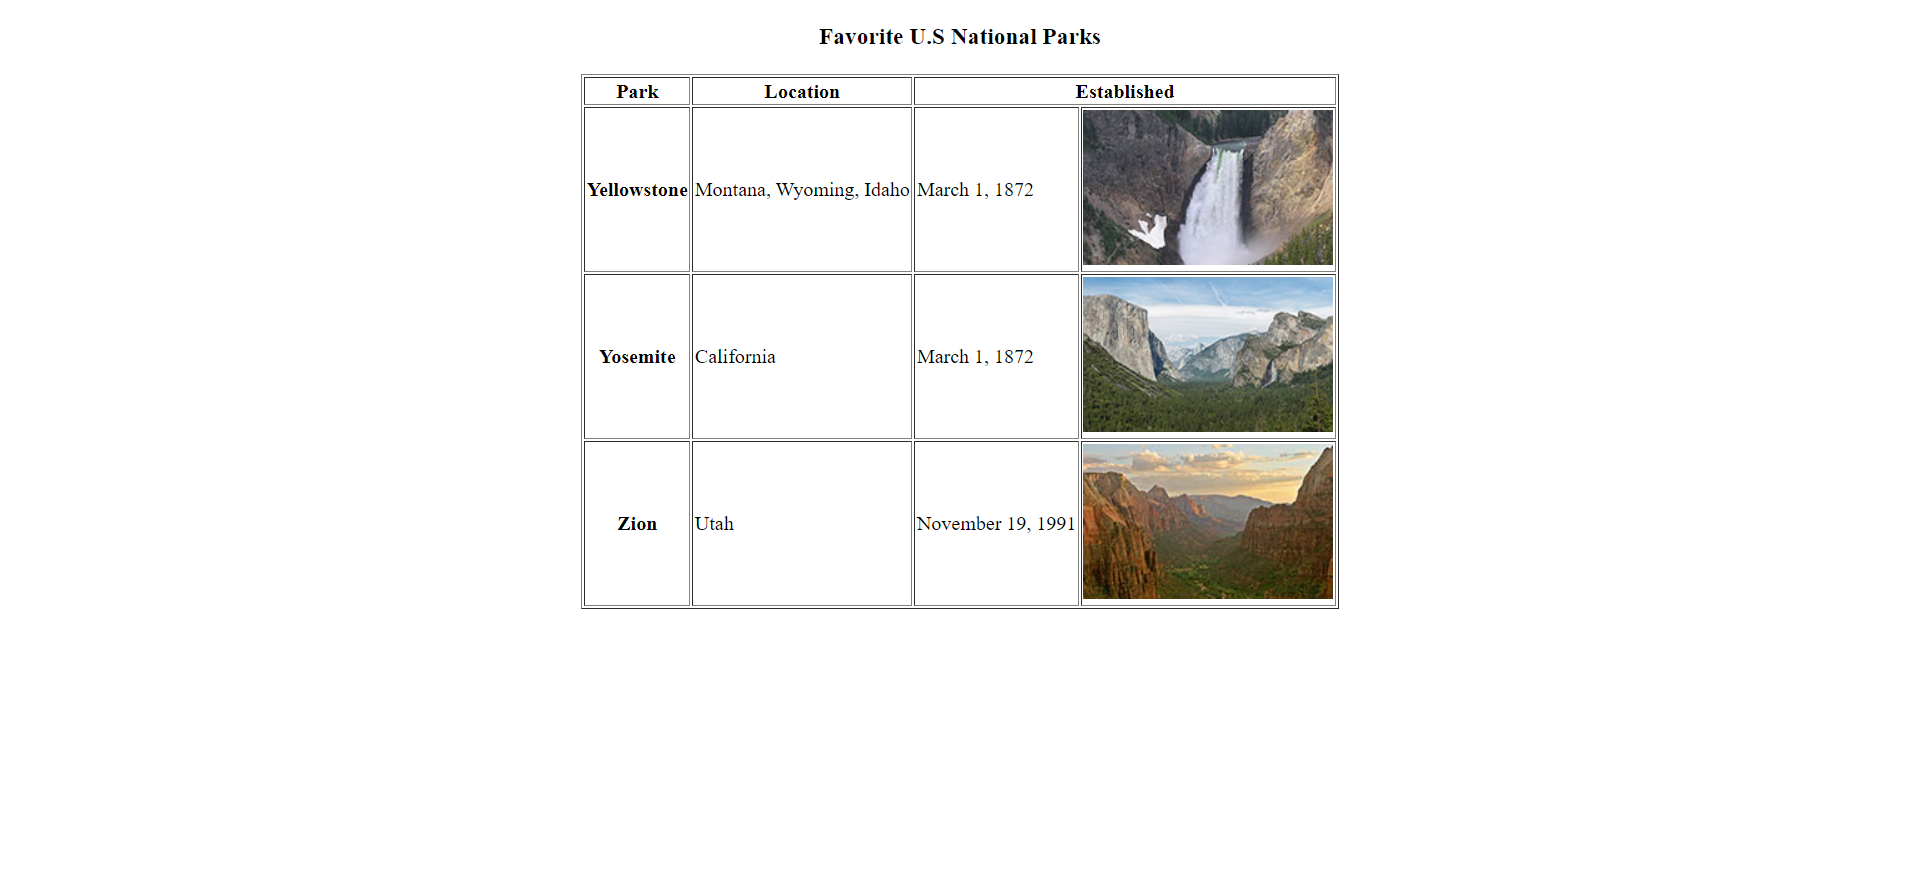 Favorite U.S National Parks
Park Location Established
Yellowstone Montana, Wyoming, Idaho March 1, 1872
Yosemite California March 1, 1872
Zion Utah November 19, 1991